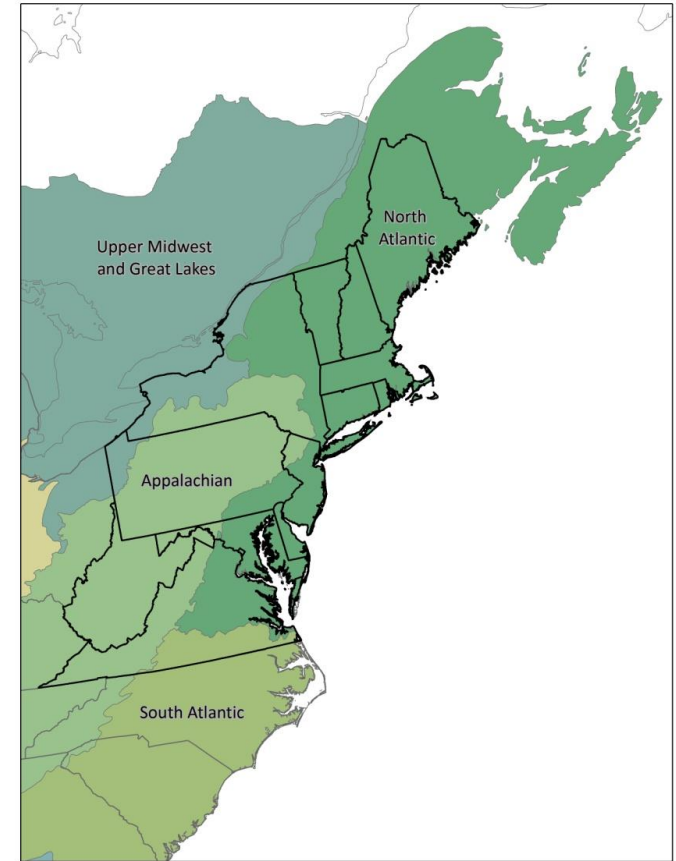 North
Atlantic
Upper Midwest
and Great Lakes
Appalachian
South Atlantic